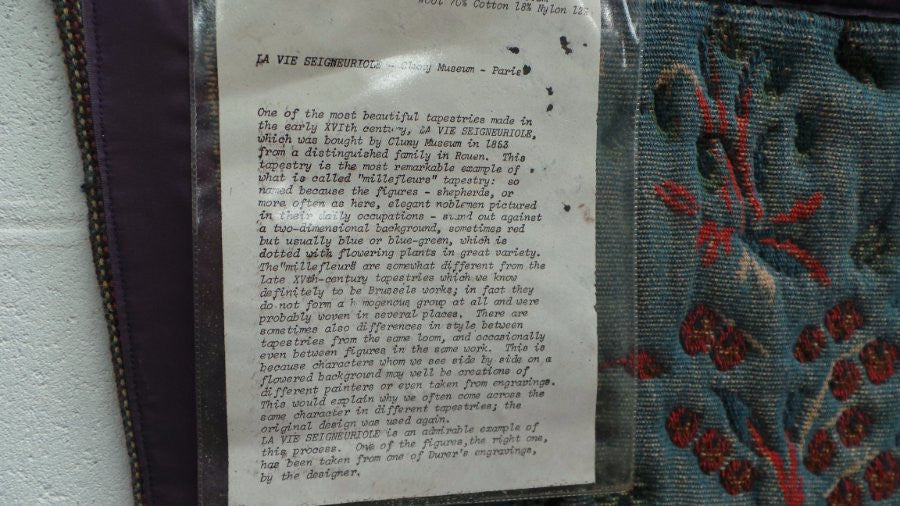 Wool 70% Cotton 18% Nylon 12%
LA VIE SEIGNEURIOLE - Cluny Museum - Paris
One of the most beautiful tapestries made in
the early XVIth century, LA VIE SEIGNEURIOLE,
which was bought by Cluny Museum in 1853
from a distinguished family in Rouen. This
tapestry is the most remarkable example of
what is called "millefleurs" tapestry: so
named because the figures - shepherds, or
more often as here, elegant noblemen pictured
in their daily occupations - stand out against
a two-dimensional background, sometimes red
but usually blue or blue-green, which is
dotted with flowering plants in great variety.
The "millefleurs" are somewhat different from the
late XVth-century tapestries which we know
definitely to be Brussels works; in fact they
do not form a h mogenous group at all and were
probably woven in several places. There are
sometimes also differences in style between
tapestries from the same loom, and occasionally
even between figures in the same work. This is
because characters whom we see side by side on a
flowered background may well be creations of
different painters or even taken from engravings.
This would explain why we often come across the
same character in different tapestries; the
original design was used again.
LA VIE SEIGNEURIOLE is an admirable example of
this process. One of the figures, the right one,
has been taken from one of Durer's engravings,
by the designer.